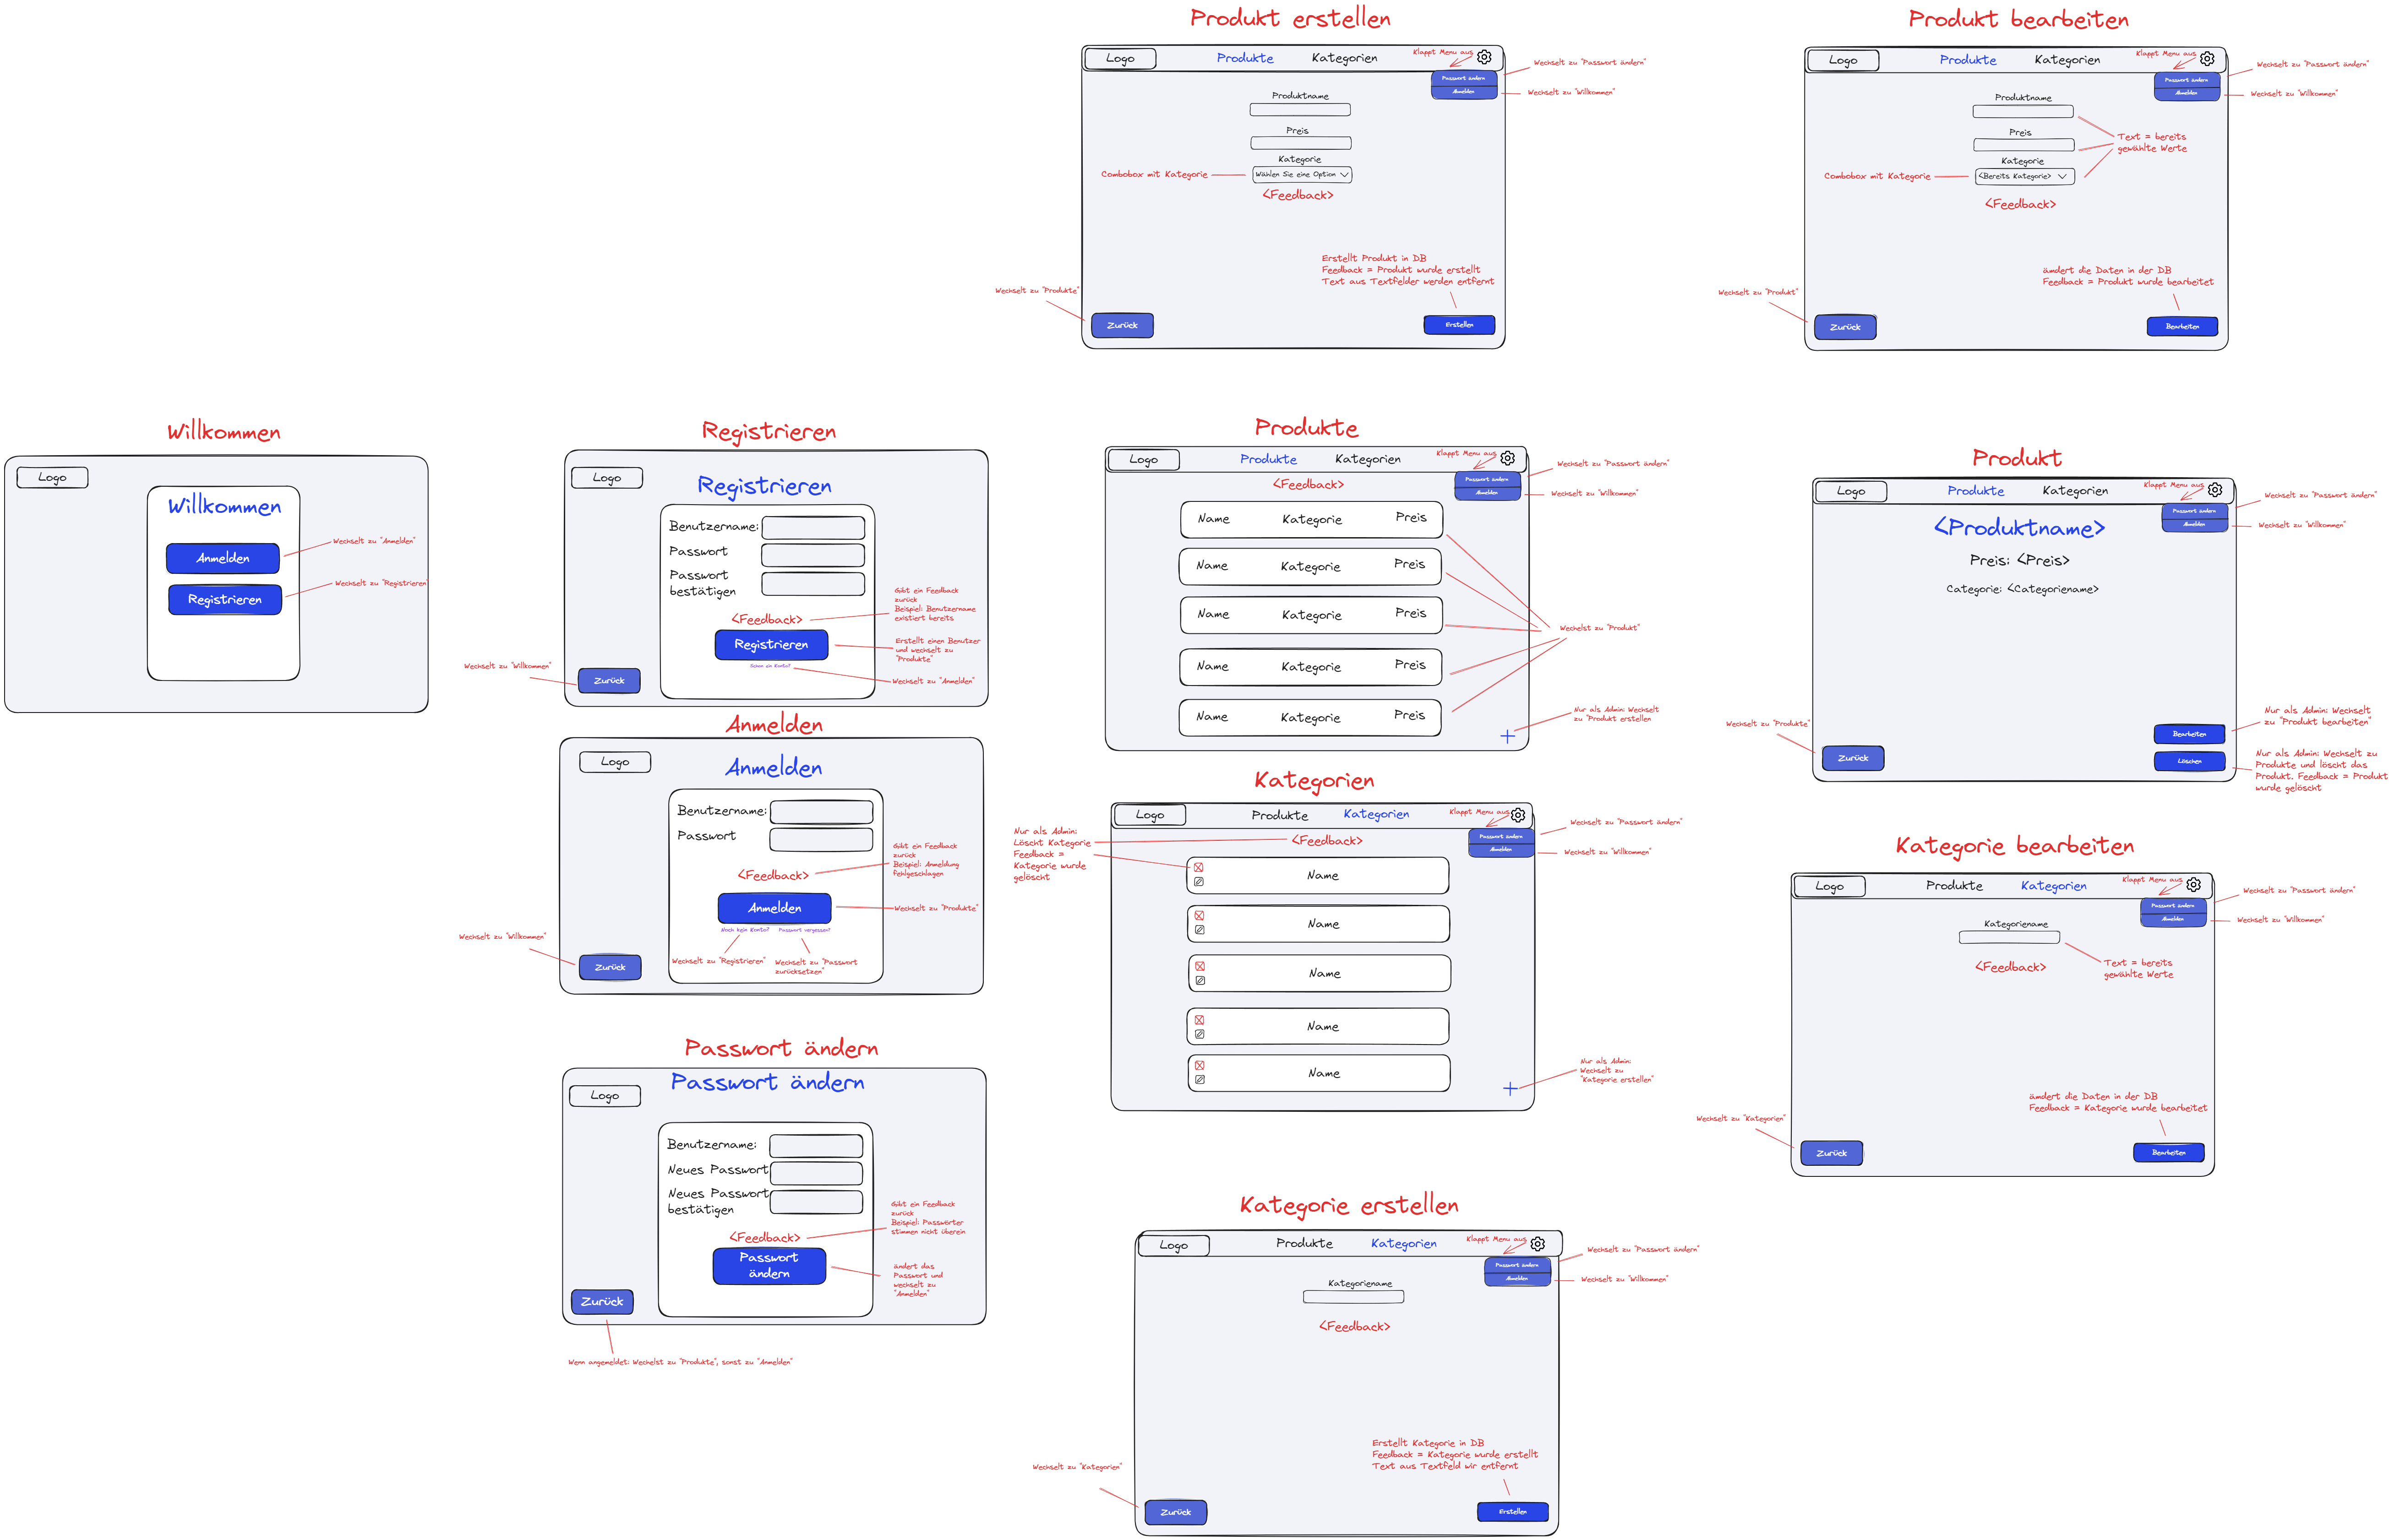 Produkt erstellen
Logo
Produkte
Kategorien
Klappt Menu aus
Passwort ändern
Abmelden
Wechselt zu "Passwort ändern"
Wechselt zu "Willkommen"
Produktname
Preis
Kategorie
Combobox mit Kategorie
Wählen Sie eine Option
<Feedback>
Erstellt Produkt in DB
Feedback = Produkt wurde erstellt
Text aus Textfelder werden entfernt
Wechselt zu "Produkte"
Zurück
Erstellen
Produkt bearbeiten
Logo
Produkte
Kategorien
Klappt Menu aus
Passwort ändern
Abmelden
Wechselt zu "Passwort ändern"
Wechselt zu "Willkommen"
Produktname
Preis
Text = bereits
gewählte Werte
Kategorie
Combobox mit Kategorie
<Bereits Kategorie>
<Feedback>
ändert die Daten in der DB
Feedback = Produkt wurde bearbeitet
Wechselt zu "Produkt"
Zurück
Bearbeiten
Willkommen
Logo
Willkommen
Anmelden
Wechselt zu "Anmelden"
Registrieren
Wechselt zu "Registrieren"
Registrieren
Logo
Registrieren
Benutzername:
Passwort
Passwort
bestätigen
<Feedback>
Gibt ein Feedback
zurück
Beispiel: Benutzername
existiert bereits
Registrieren
Erstellt einen Benutzer
und wechselt zu
"Produkte"
Schon ein Konto?
Wechselt zu "Anmelden"
Wechselt zu "Willkommen"
Zurück
Anmelden
Logo
Anmelden
Benutzername:
Passwort
<Feedback>
Gibt ein Feedback
zurück
Beispiel: Anmeldung
fehlgeschlagen
Anmelden
Wechselt zu "Produkte"
Noch kein Konto?
Passwort vergessen?
Wechselt zu "Registrieren"
Wechselt zu "Passwort
zurücksetzen"
Wechselt zu "Willkommen"
Zurück
Passwort ändern
Passwort ändern
Logo
Benutzername:
Neues Passwort
Neues Passwort
bestätigen
<Feedback>
Gibt ein Feedback
zurück
Beispiel: Passwörter
stimmen nicht überein
Passwort
ändern
ändert das
Passwort und
wechselt zu
"Anmelden"
Zurück
Wenn angemeldet: Wechelst zu "Produkte", sonst zu "Anmelden"
Produkte
Logo
Produkte
Kategorien
Klappt Menu aus
Passwort ändern
Abmelden
Wechselt zu "Passwort ändern"
Wechselt zu "Willkommen"
<Feedback>
Name Kategorie Preis
Name Kategorie Preis
Name Kategorie Preis
Name Kategorie Preis
Name Kategorie Preis
Wechelst zu "Produkt"
Nur als Admin: Wechselt
zu "Produkt erstellen
Kategorien
Logo
Produkte
Kategorien
Klappt Menu aus
Passwort ändern
Abmelden
Wechselt zu "Passwort ändern"
Wechselt zu "Willkommen"
Nur als Admin:
Löscht Kategorie
Feedback =
Kategorie wurde
gelöscht
<Feedback>
Name
Name
Name
Name
Name
Nur als Admin:
Wechselt zu
"Kategorie erstellen"
Kategorie erstellen
Logo
Produkte
Kategorien
Klappt Menu aus
Passwort ändern
Abmelden
Wechselt zu "Passwort ändern"
Wechselt zu "Willkommen"
Kategoriename
<Feedback>
Erstellt Kategorie in DB
Feedback = Kategorie wurde erstellt
Text aus Textfeld wir entfernt
Wechselt zu "Kategorien"
Zurück
Erstellen
Produkt
Logo
Produkte
Kategorien
Klappt Menu aus
Passwort ändern
Abmelden
Wechselt zu "Passwort ändern"
Wechselt zu "Willkommen"
<Produktname>
Preis: <Preis>
Categorie: <Categoriename>
Wechselt zu "Produkte"
Zurück
Bearbeiten
Löschen
Nur als Admin: Wechselt
zu "Produkt bearbeiten"
Nur als Admin: Wechselt zu
Produkte und löscht das
Produkt. Feedback = Produkt
wurde gelöscht
Kategorie bearbeiten
Logo
Produkte
Kategorien
Klappt Menu aus
Passwort ändern
Abmelden
Wechselt zu "Passwort ändern"
Wechselt zu "Willkommen"
Kategoriename
<Feedback>
Text = bereits
gewählte Werte
ändert die Daten in der DB
Feedback = Kategorie wurde bearbeitet
Wechselt zu "Kategorien"
Zurück
Bearbeiten